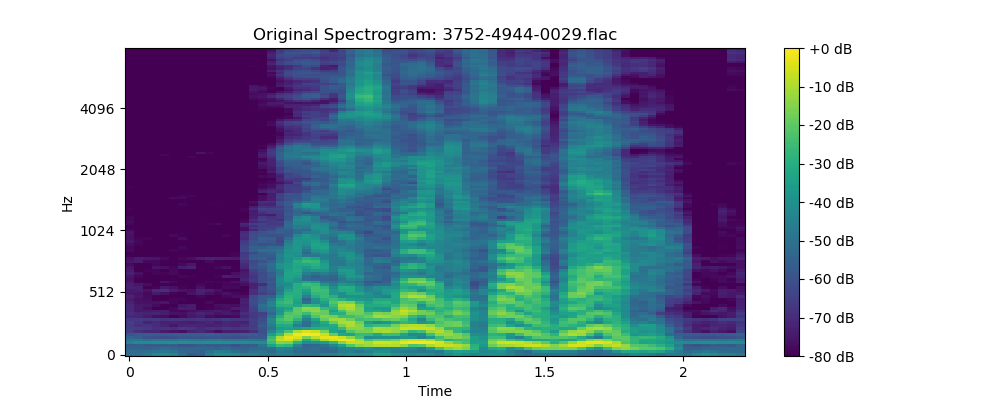 Original Spectrogram: 3752-4944-0029.flac
Hz
4096
2048
1024
512
0
0 0.5 1 1.5 2
Time
+0 dB
-10 dB
-20 dB
-30 dB
-40 dB
-50 dB
-60 dB
-70 dB
-80 dB